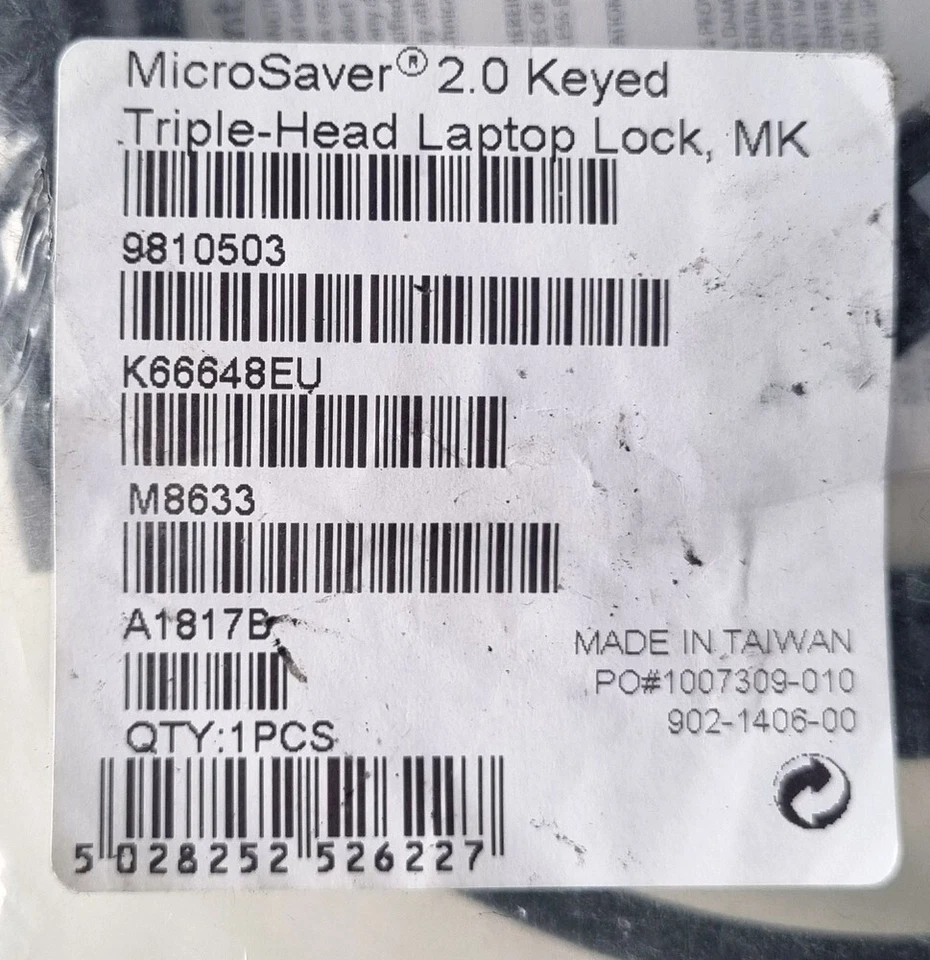 MicroSaver® 2.0 Keyed
Triple-Head Laptop Lock, MK
9810503
K66648EU
M8633
A1817B
MADE IN TAIWAN
PO#1007309-010
902-1406-00
QTY:1PCS
5 028252 526227